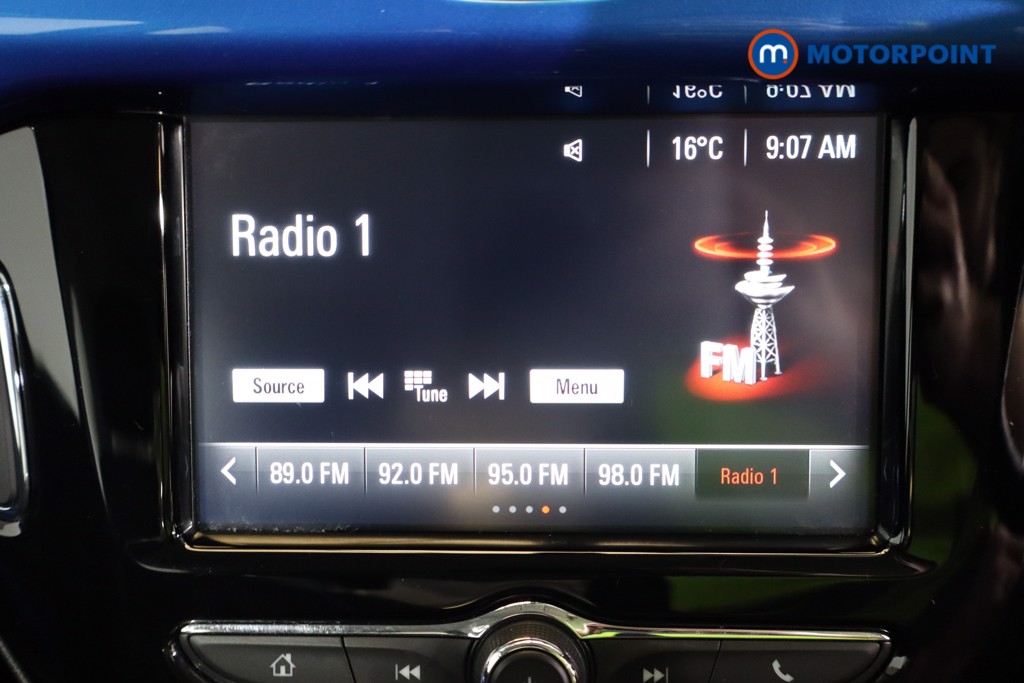 m MOTORPOINT
16°C 9:07 AM
Radio 1
FM
Source Tune Menu
89.0 FM 92.0 FM 95.0 FM 98.0 FM Radio 1